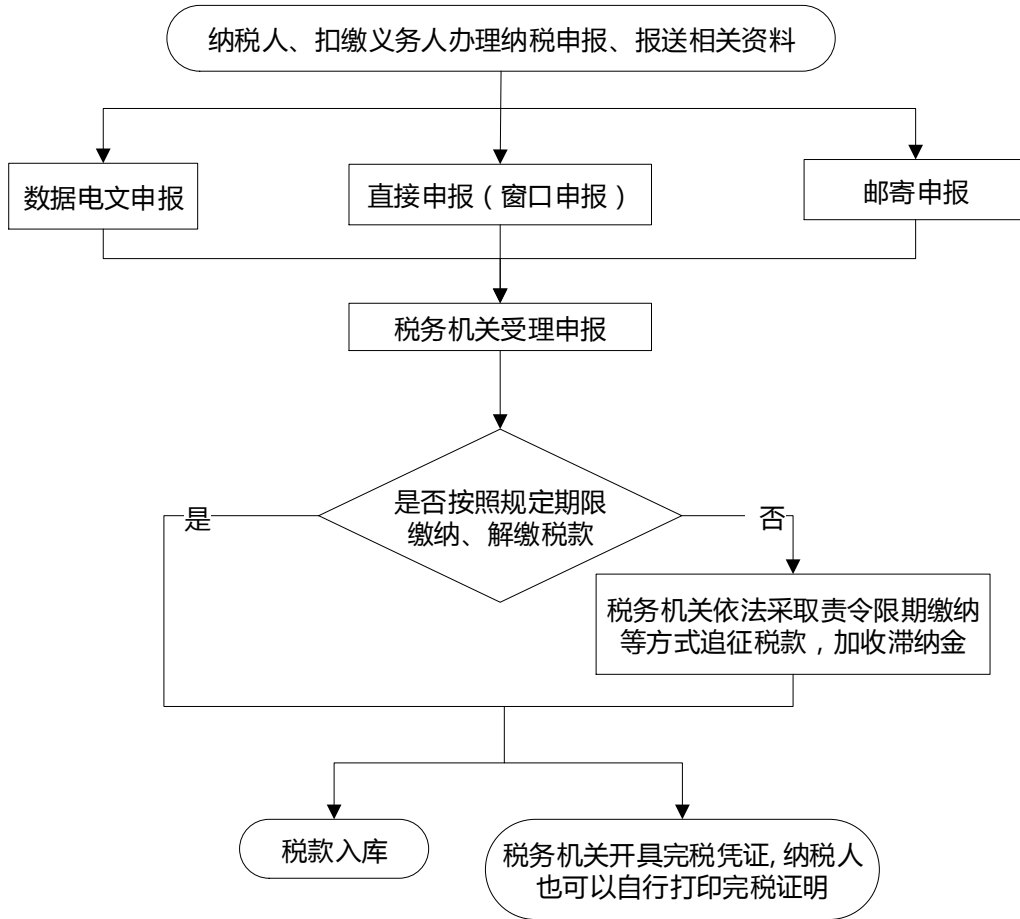 纳税人、扣缴义务人办理纳税申报、报送相关资料
数据电文申报
直接申报（窗口申报）
邮寄申报
税务机关受理申报
是否按照规定期限
缴纳、解缴税款
是
否
税务机关依法采取责令限期缴纳
等方式追征税款，加收滞纳金
税款入库
税务机关开具完税凭证,纳税人
也可以自行打印完税证明